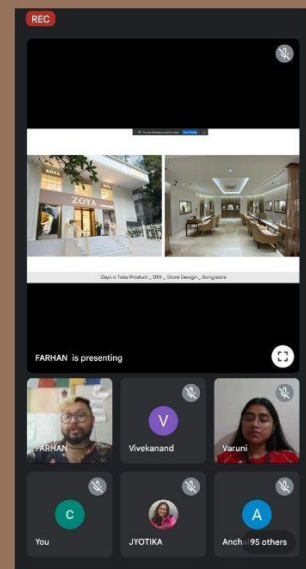 REC
ZOYA
ZOYA
Zoya a Tata Product _ 2019 _ Store Design _ Bangalore
FARHAN is presenting
FARHAN
V
Vivekanand
Varuni
C
You
JYOTIKA
A
Anch
95 others